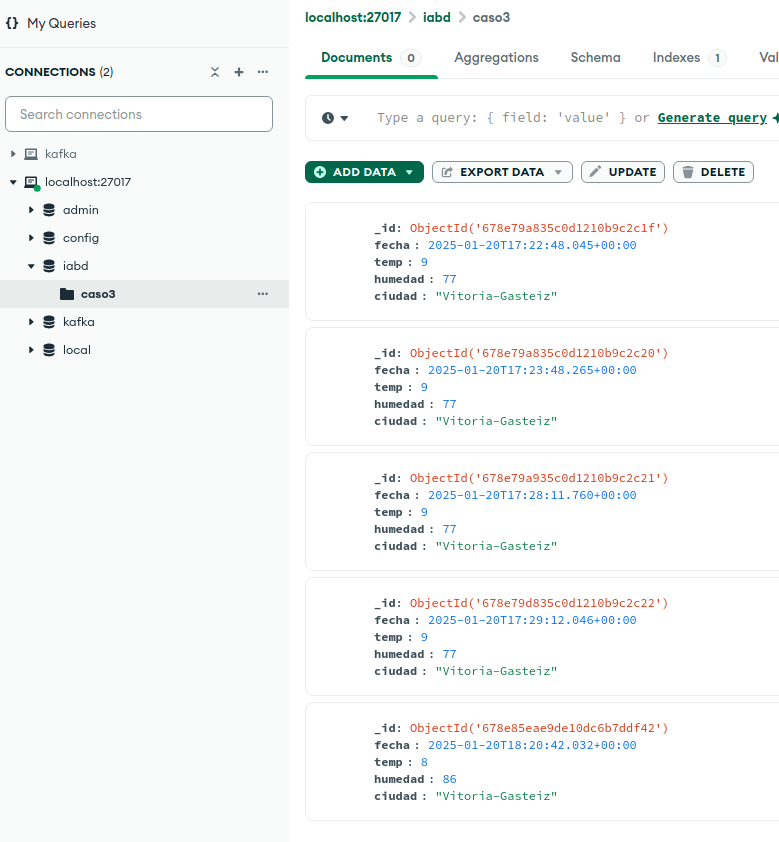 {} My Queries
CONNECTIONS (2)
Search connections
kafka
localhost:27017
admin
config
iabd
caso3
kafka
local
localhost:27017 > iabd > caso3
Documents 0 Aggregations Schema Indexes 1 Val
Type a query: { field: 'value' } or Generate query
ADD DATA EXPORT DATA UPDATE DELETE
_id: ObjectId('678e79a835c0d1210b9c2c1f')
fecha : 2025-01-20T17:22:48.045+00:00
temp : 9
humedad : 77
ciudad : "Vitoria-Gasteiz"
_id: ObjectId('678e79a835c0d1210b9c2c20')
fecha : 2025-01-20T17:23:48.265+00:00
temp : 9
humedad : 77
ciudad : "Vitoria-Gasteiz"
_id: ObjectId('678e79a935c0d1210b9c2c21')
fecha : 2025-01-20T17:28:11.760+00:00
temp : 9
humedad : 77
ciudad : "Vitoria-Gasteiz"
_id: ObjectId('678e79d835c0d1210b9c2c22')
fecha : 2025-01-20T17:29:12.046+00:00
temp : 9
humedad : 77
ciudad : "Vitoria-Gasteiz"
_id: ObjectId('678e85eae9de10dc6b7ddf42')
fecha : 2025-01-20T18:20:42.032+00:00
temp : 8
humedad : 86
ciudad : "Vitoria-Gasteiz"